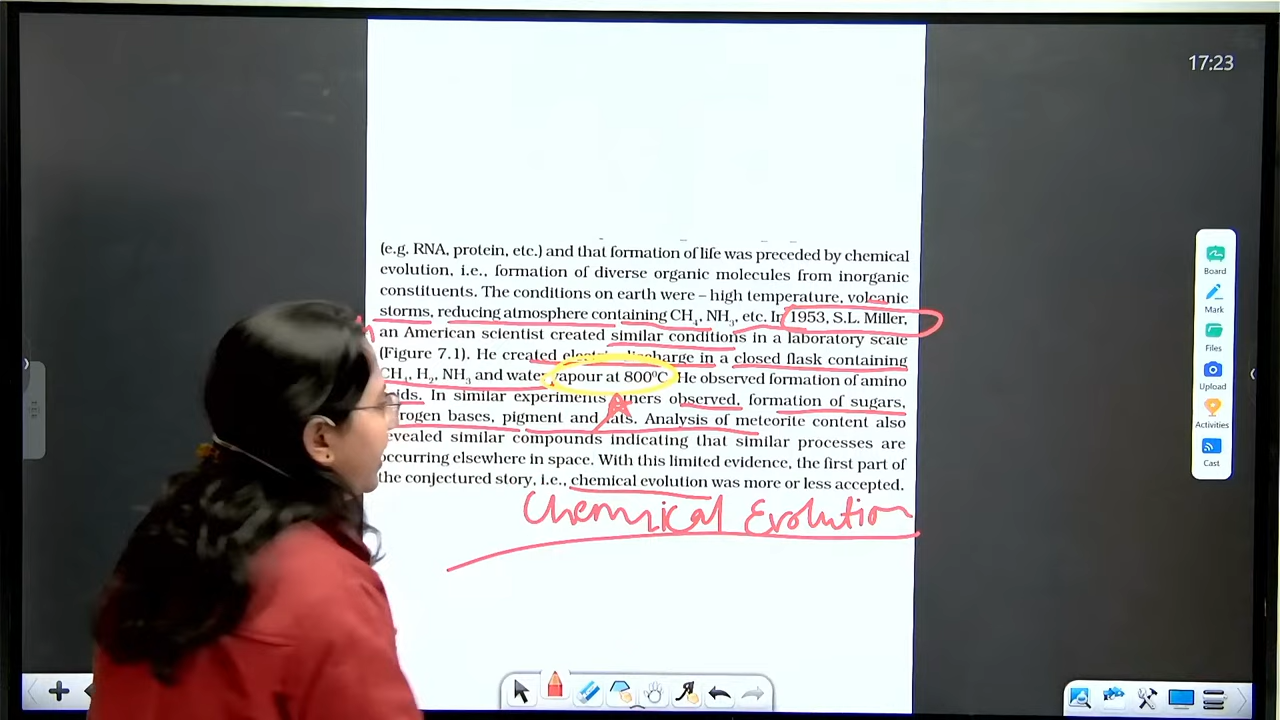 17:23
(e.g. RNA, protein, etc.) and that formation of life was preceded by chemical
evolution, i.e., formation of diverse organic molecules from inorganic
constituents. The conditions on earth were – high temperature, volcanic
storms, reducing atmosphere containing CH₄, NH₃, etc. In 1953, S.L. Miller,
an American scientist created similar conditions in a laboratory scale
(Figure 7.1). He created electric discharge in a closed flask containing
CH₄, H₂, NH₃ and water vapour at 800⁰C. He observed formation of amino
In similar experiments others observed, formation of sugars,
bases, pigment and fats. Analysis of meteorite content also
revealed similar compounds indicating that similar processes are
occurring elsewhere in space. With this limited evidence, the first part of
the conjectured story, i.e., chemical evolution was more or less accepted.
Chemical Evolution
Board
Mark
Files
Upload
Activities
Cast